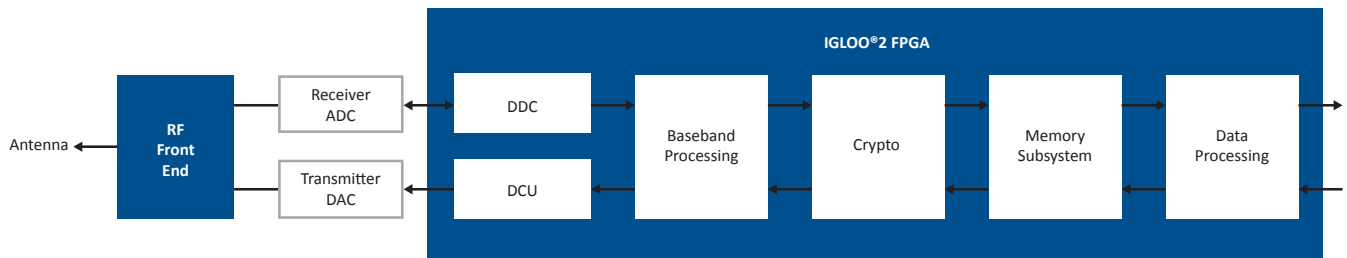 IGLOO®2 FPGA
Antenna
RF
Front
End
Receiver
ADC
Transmitter
DAC
DDC
DCU
Baseband
Processing
Crypto
Memory
Subsystem
Data
Processing